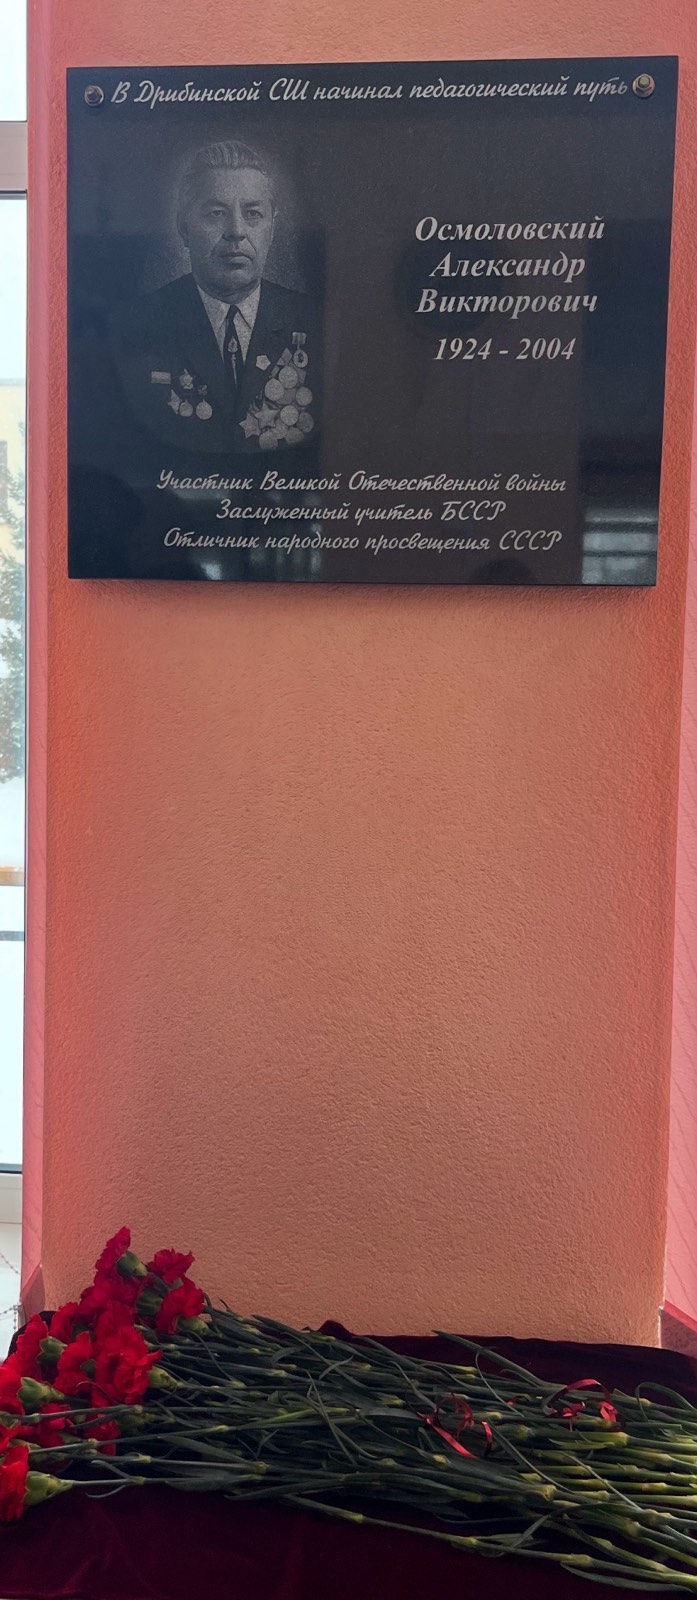 В Дрибинской СШ начинал педагогический путь
Осмоловский
Александр
Викторович
1924 - 2004
Участник Великой Отечественной войны
Заслуженный учитель БССР
Отличник народного просвещения СССР